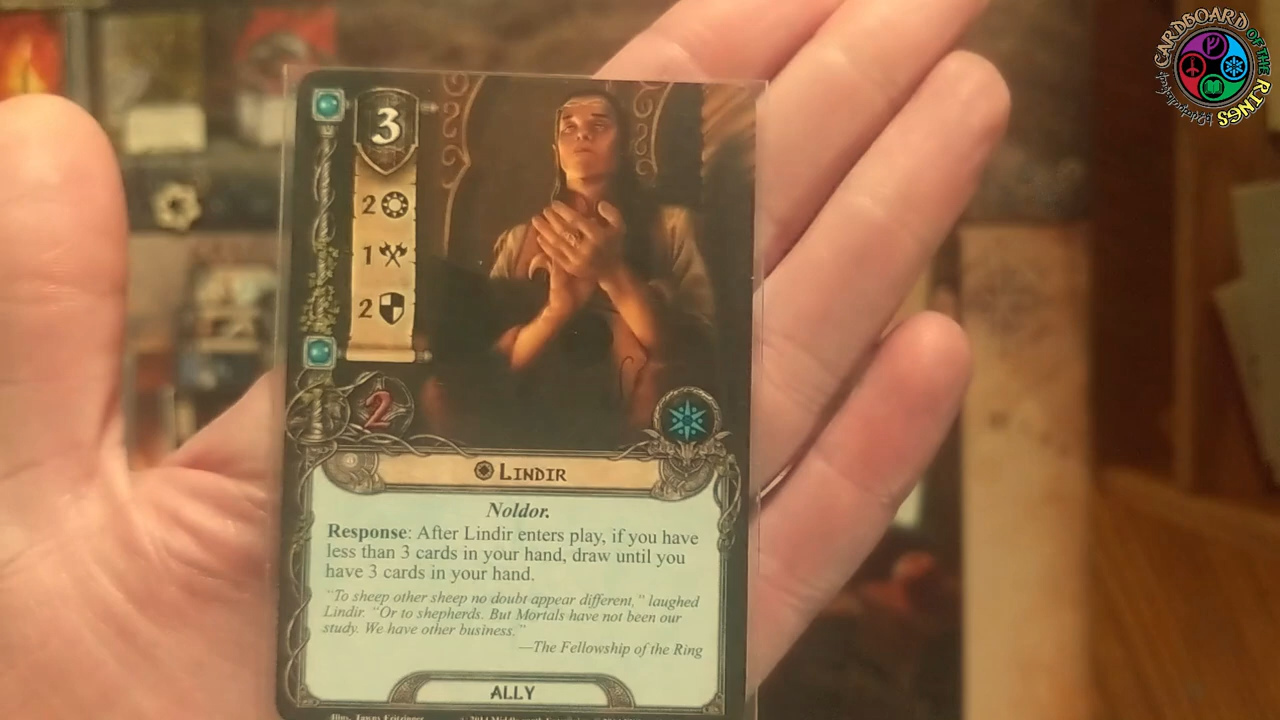 CARDBOARD OF THE RINGS
3
2
1
2
2
LINDIR
Noldor.
Response: After Lindir enters play, if you have
less than 3 cards in your hand, draw until you
have 3 cards in your hand.
"To sheep other sheep no doubt appear different," laughed
Lindir. "Or to shepherds. But Mortals have not been our
study. We have other business."
—The Fellowship of the Ring
ALLY